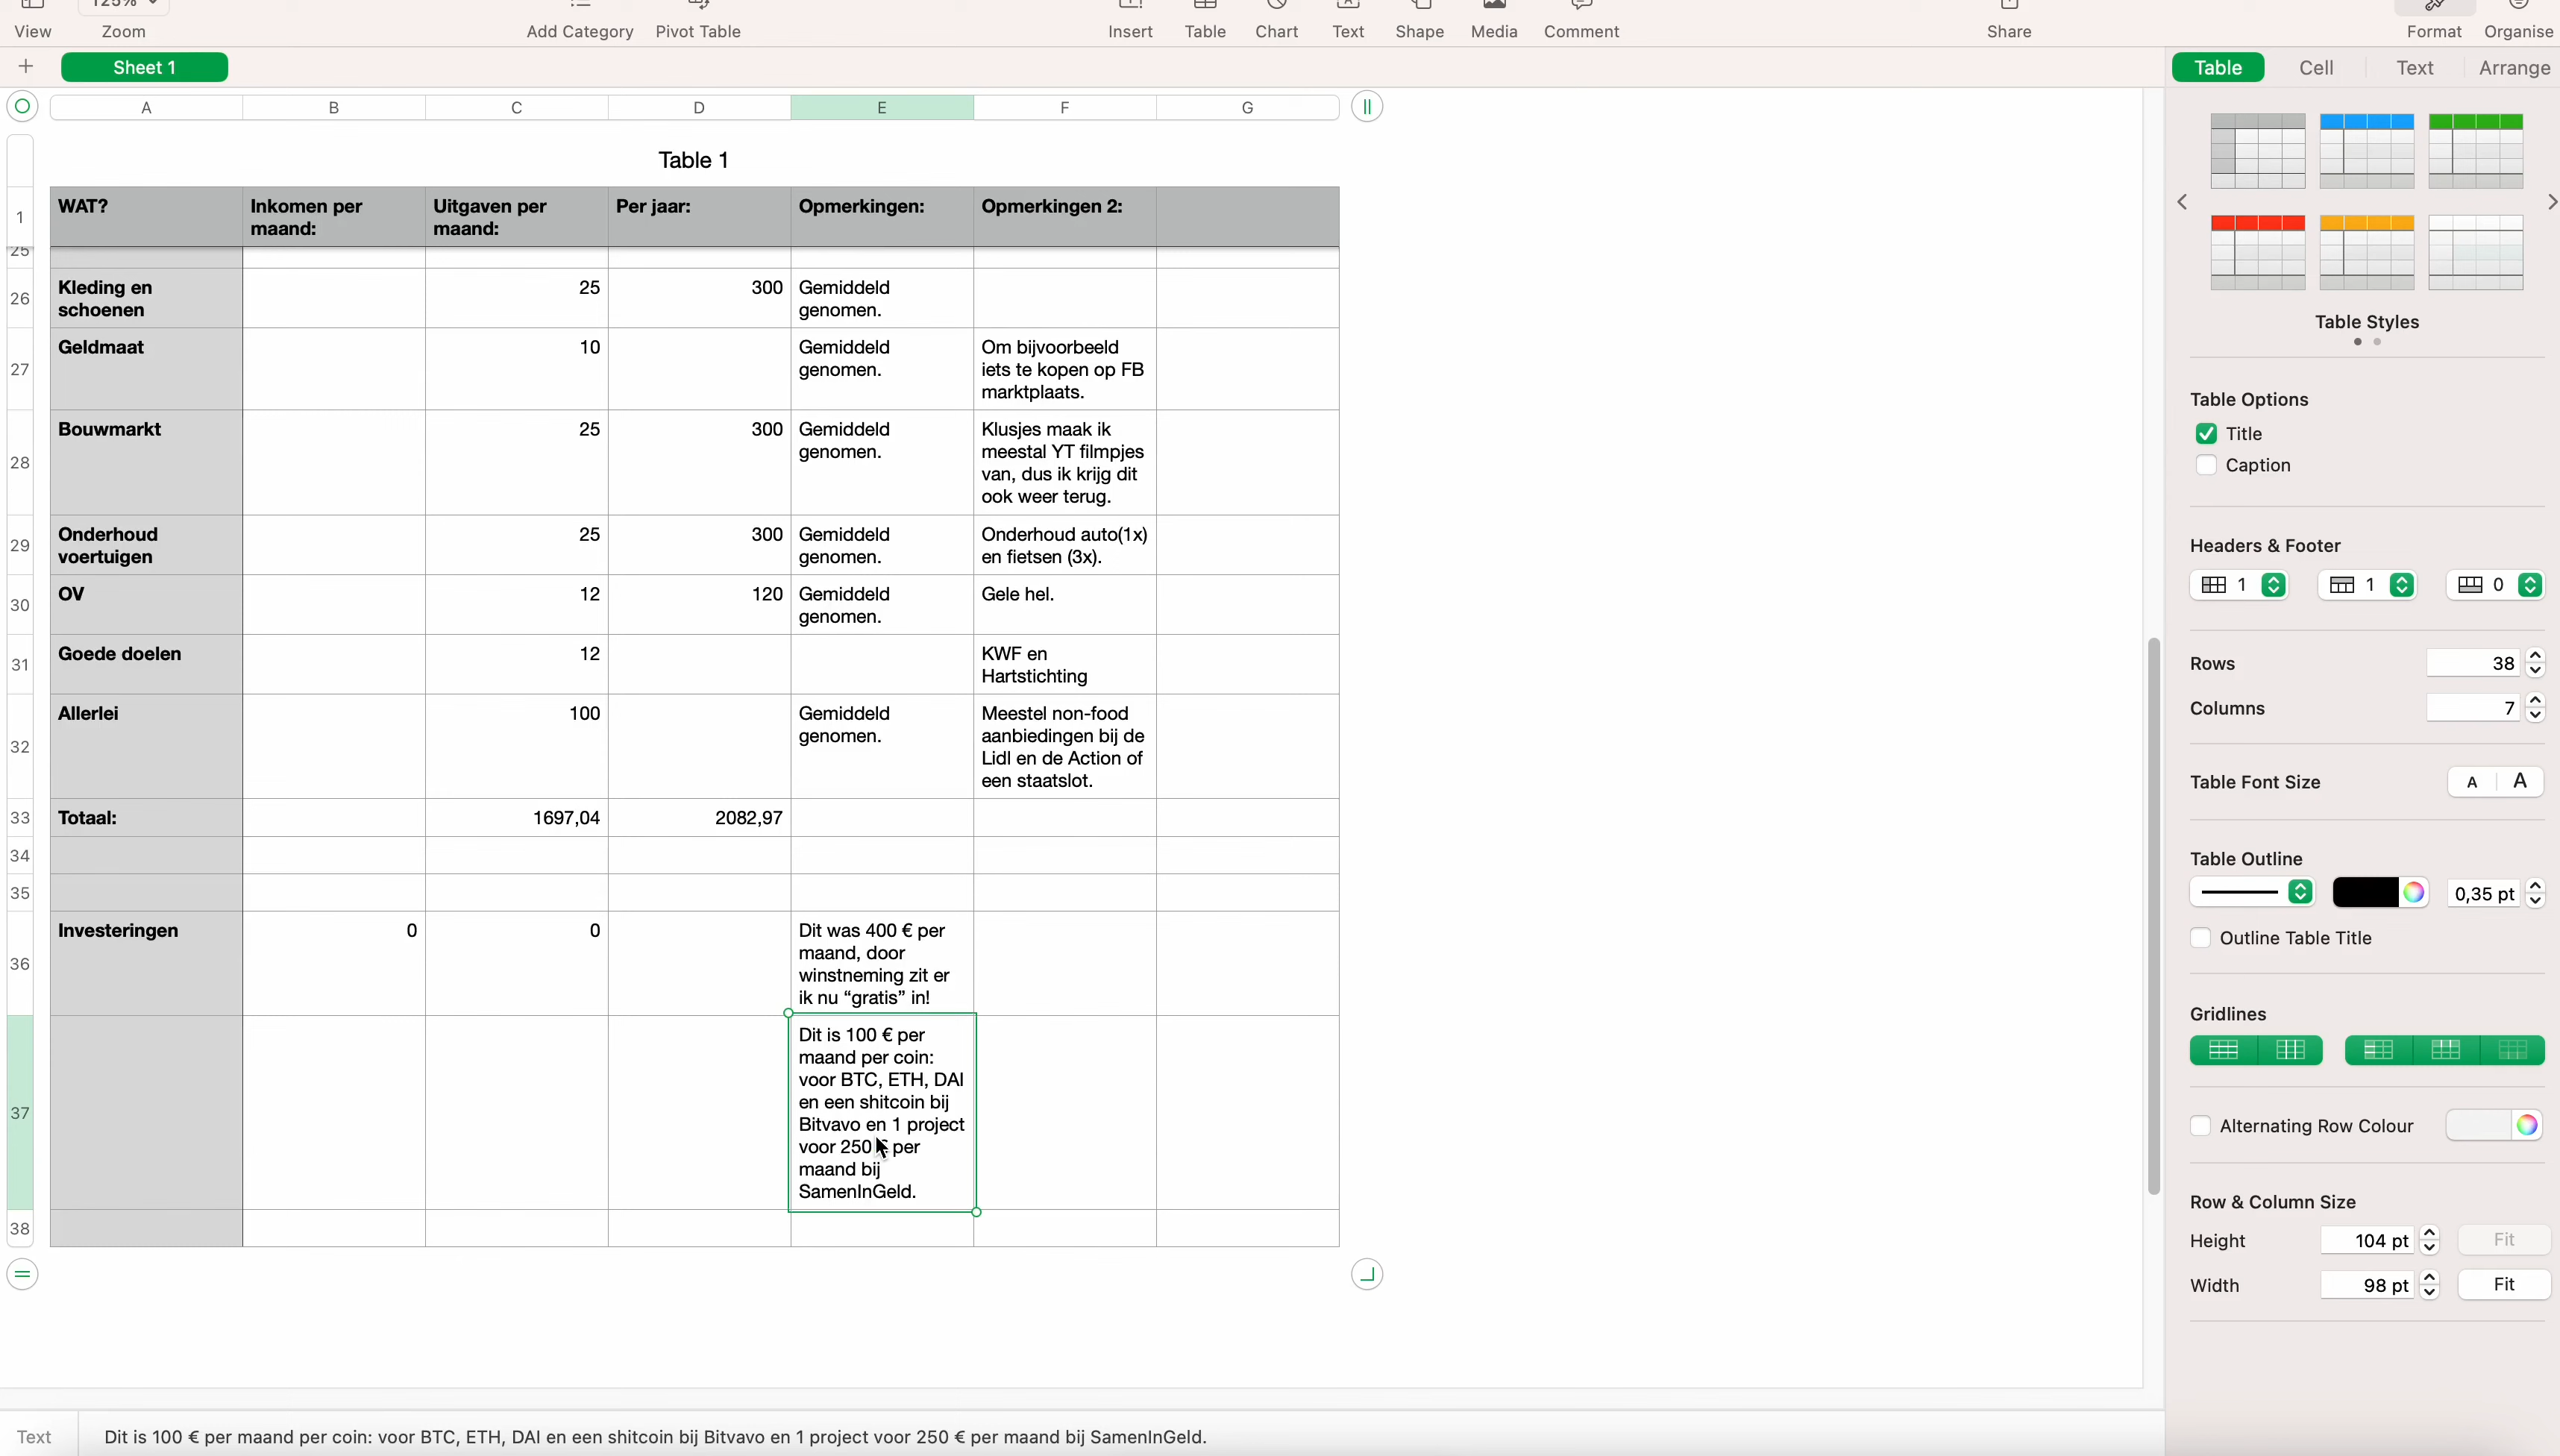 125%
View
Zoom
Add Category
Pivot Table
Insert
Table
Chart
Text
Shape
Media
Comment
Share
Format
Organise
Sheet 1
Table
Cell
Text
Arrange
A
B
C
D
E
F
G
Table 1
1
WAT?
Inkomen per
maand:
Uitgaven per
maand:
Per jaar:
Opmerkingen:
Opmerkingen 2:
25
26
Kleding en
schoenen
25
300
Gemiddeld
genomen.
27
Geldmaat
10
Gemiddeld
genomen.
Om bijvoorbeeld
iets te kopen op FB
marktplaats.
28
Bouwmarkt
25
300
Gemiddeld
genomen.
Klusjes maak ik
meestal YT filmpjes
van, dus ik krijg dit
ook weer terug.
29
Onderhoud
voertuigen
25
300
Gemiddeld
genomen.
Onderhoud auto(1x)
en fietsen (3x).
30
OV
12
120
Gemiddeld
genomen.
Gele hel.
31
Goede doelen
12
KWF en
Hartstichting
32
Allerlei
100
Gemiddeld
genomen.
Meestel non-food
aanbiedingen bij de
Lidl en de Action of
een staatslot.
33
Totaal:
1697,04
2082,97
34
35
36
Investeringen
0
0
Dit was 400 € per
maand, door
winstneming zit er
ik nu “gratis” in!
37
Dit is 100 € per
maand per coin:
voor BTC, ETH, DAI
en een shitcoin bij
Bitvavo en 1 project
voor 250 € per
maand bij
SamenInGeld.
38
Table Styles
Table Options
Title
Caption
Headers & Footer
1
1
0
Rows
38
Columns
7
Table Font Size
A A
Table Outline
0,35 pt
Outline Table Title
Gridlines
Alternating Row Colour
Row & Column Size
Height
104 pt
Fit
Width
98 pt
Fit
Text
Dit is 100 € per maand per coin: voor BTC, ETH, DAI en een shitcoin bij Bitvavo en 1 project voor 250 € per maand bij SamenInGeld.